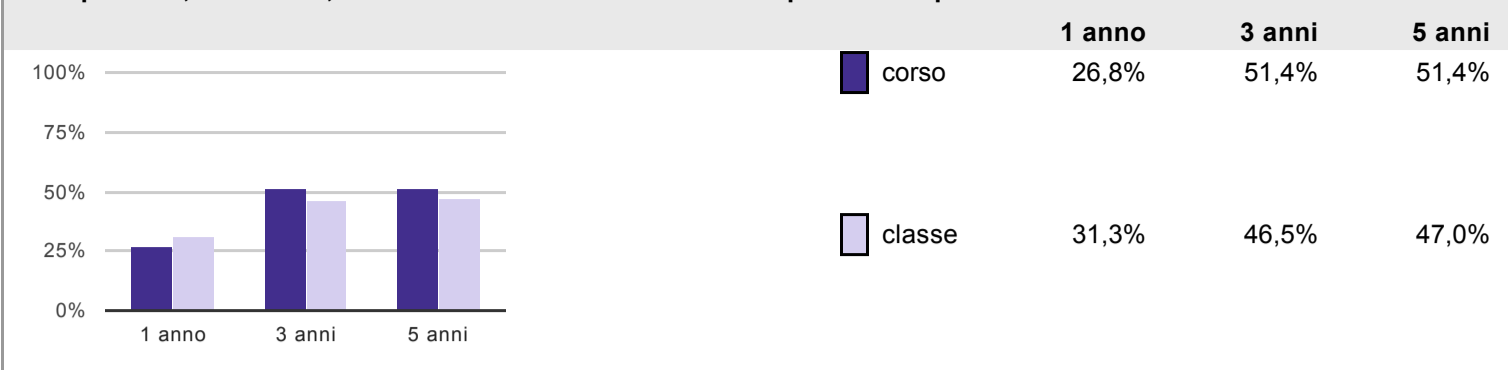 1 anno 3 anni 5 anni
100%
75%
50%
25%
0%
1 anno 3 anni 5 anni
corso 26,8% 51,4% 51,4%
classe 31,3% 46,5% 47,0%